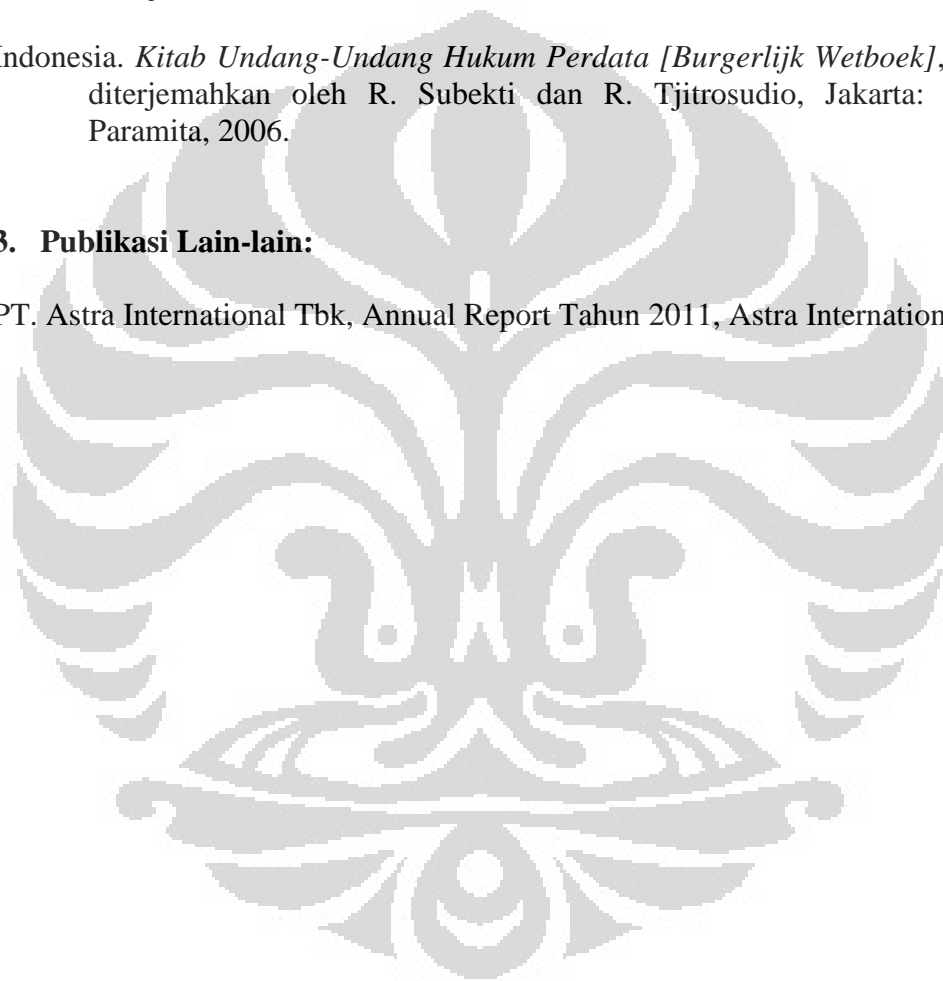 Indonesia. Kitab Undang-Undang Hukum Perdata [Burgerlijk Wetboek],
diterjemahkan oleh R. Subekti dan R. Tjitrosudio, Jakarta:
Paramita, 2006.
3. Publikasi Lain-lain:
PT. Astra International Tbk, Annual Report Tahun 2011, Astra Internation